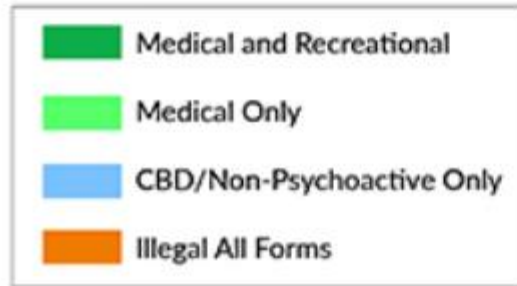 Medical and Recreational
Medical Only
CBD/Non-Psychoactive Only
Illegal All Forms